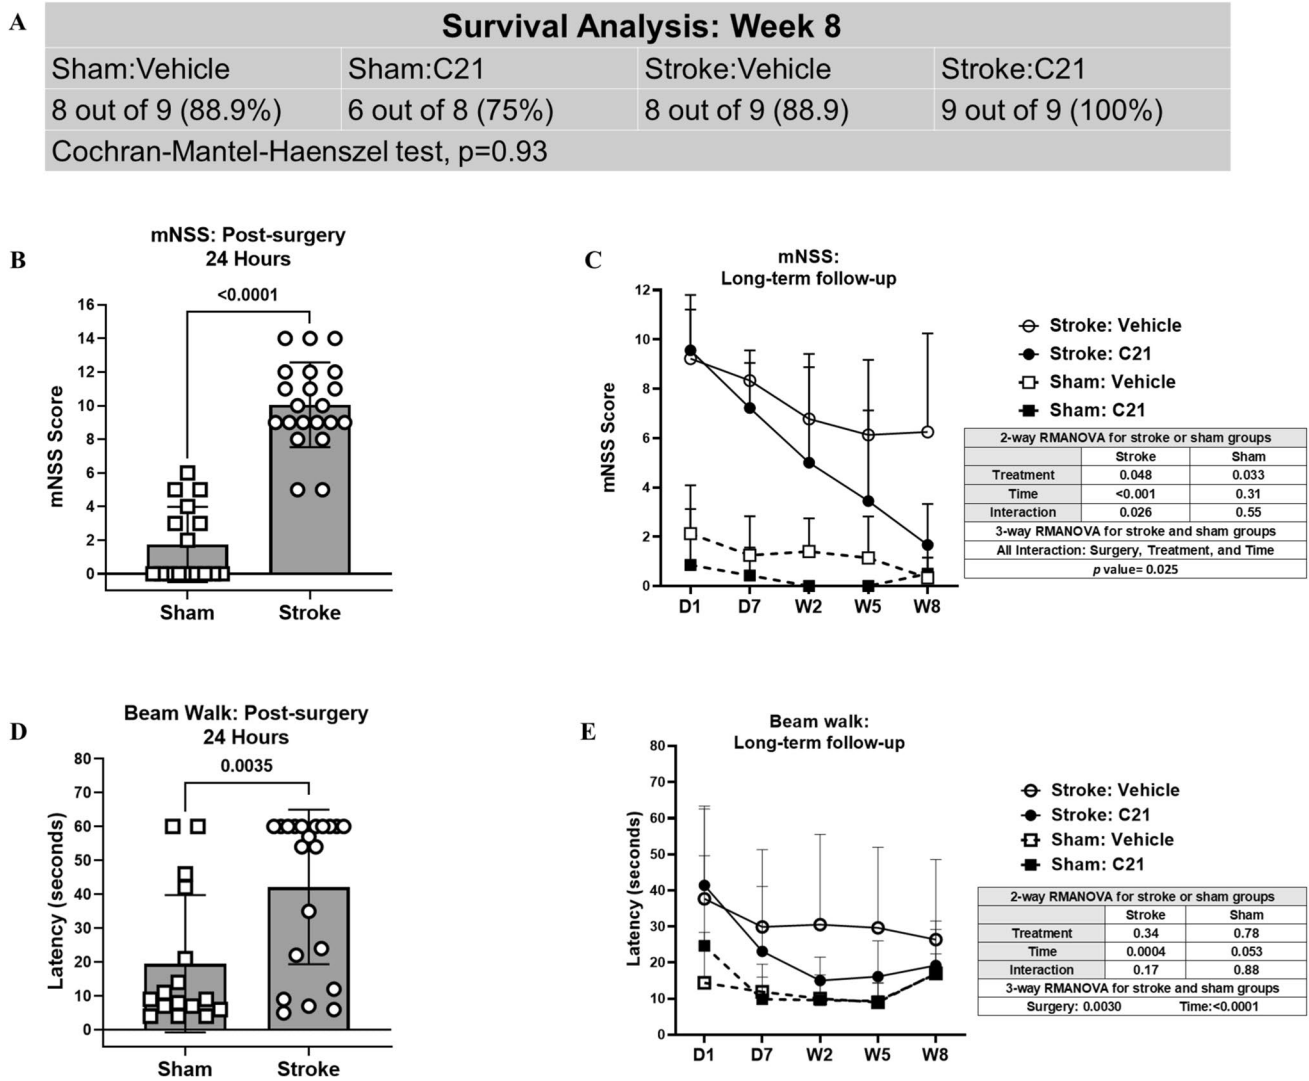 A
Survival Analysis: Week 8
Sham:Vehicle Sham:C21 Stroke:Vehicle Stroke:C21
8 out of 9 (88.9%) 6 out of 8 (75%) 8 out of 9 (88.9) 9 out of 9 (100%)
Cochran-Mantel-Haenszel test, p=0.93
B
mNSS: Post-surgery
24 Hours
<0.0001
mNSS Score
16
14
12
10
8
6
4
2
0
Sham Stroke
C
mNSS:
Long-term follow-up
mNSS Score
12
10
8
6
4
2
0
D1 D7 W2 W5 W8
Stroke: Vehicle
Stroke: C21
Sham: Vehicle
Sham: C21
2-way RMANOVA for stroke or sham groups
Stroke Sham
Treatment 0.048 0.033
Time <0.001 0.31
Interaction 0.026 0.55
3-way RMANOVA for stroke and sham groups
All Interaction: Surgery, Treatment, and Time
p value= 0.025
D
Beam Walk: Post-surgery
24 Hours
0.0035
Latency (seconds)
80
70
60
50
40
30
20
10
0
Sham Stroke
E
Beam walk:
Long-term follow-up
Latency (seconds)
80
70
60
50
40
30
20
10
0
D1 D7 W2 W5 W8
Stroke: Vehicle
Stroke: C21
Sham: Vehicle
Sham: C21
2-way RMANOVA for stroke or sham groups
Stroke Sham
Treatment 0.34 0.78
Time 0.0004 0.053
Interaction 0.17 0.88
3-way RMANOVA for stroke and sham groups
Surgery: 0.0030 Time:<0.0001